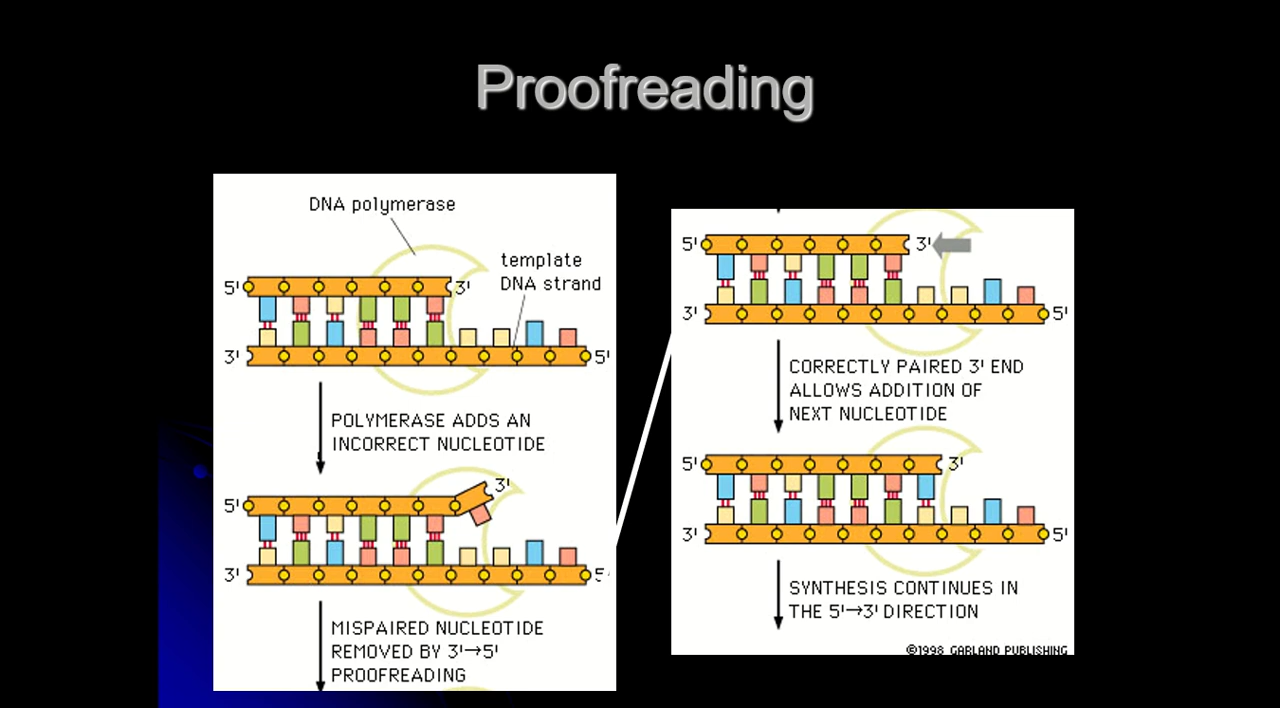 Proofreading
DNA polymerase
template
DNA strand
5'
3'
3'
5'
POLYMERASE ADDS AN
INCORRECT NUCLEOTIDE
3'
5'
3'
5'
MISPAIRED NUCLEOTIDE
REMOVED BY 3'→5'
PROOFREADING
5'
3'
3'
5'
CORRECTLY PAIRED 3' END
ALLOWS ADDITION OF
NEXT NUCLEOTIDE
5'
3'
3'
5'
SYNTHESIS CONTINUES IN
THE 5'→3' DIRECTION
©1998 GARLAND PUBLISHING